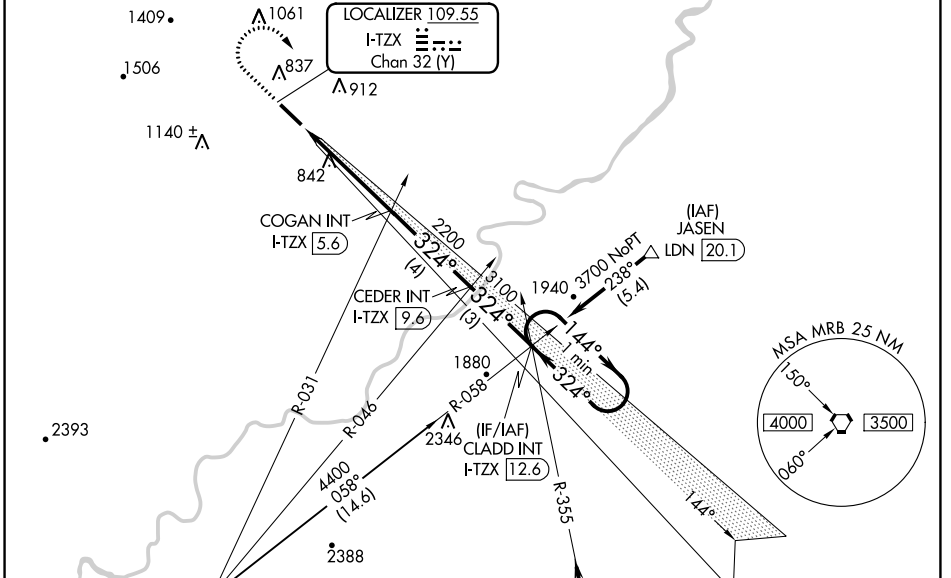 1409
1061
LOCALIZER 109.55
I-TZX
Chan 32 (Y)
1506
837
912
1140 ±
842
COGAN INT
I-TZX 5.6
2200
324°
(4)
(IAF)
JASEN
LDN 20.1
3700 NoPT
238°
(5.4)
1940
3100
CEDER INT
I-TZX 9.6
324°
(3)
144°
1 min
324°
MSA MRB 25 NM
150°
4000
3500
060°
1880
R-058
R-031
R-046
2393
2346
(IF/IAF)
CLADD INT
I-TZX 12.6
4400
058°
(14.6)
R-355
144°
2388